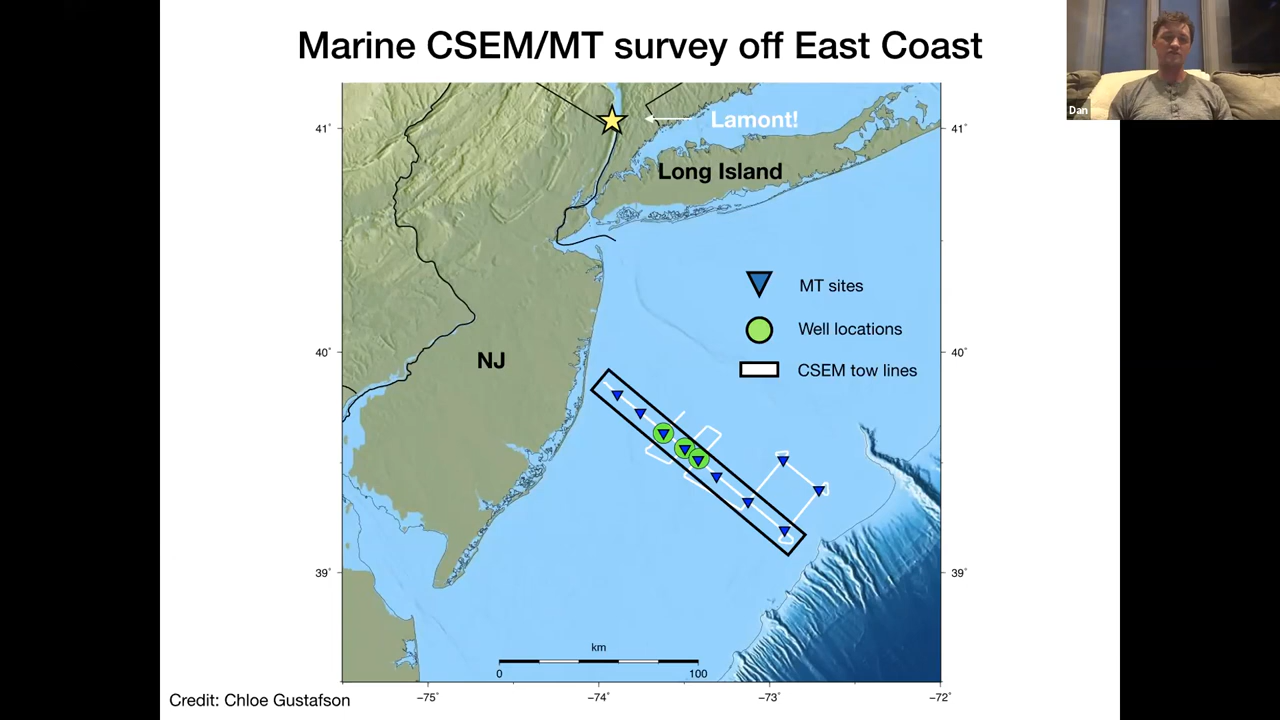 Marine CSEM/MT survey off East Coast
Dan
Lamont!
41°
41°
Long Island
MT sites
Well locations
40°
40°
NJ
CSEM tow lines
39°
39°
km
0
100
Credit: Chloe Gustafson
−75°
−74°
−73°
−72°